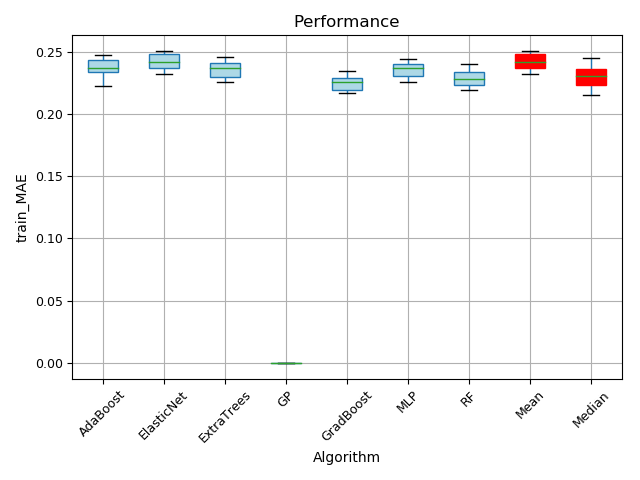 Performance
train_MAE
0.25
0.20
0.15
0.10
0.05
0.00
AdaBoost
ElasticNet
ExtraTrees
GP
GradBoost
MLP
RF
Mean
Median
Algorithm